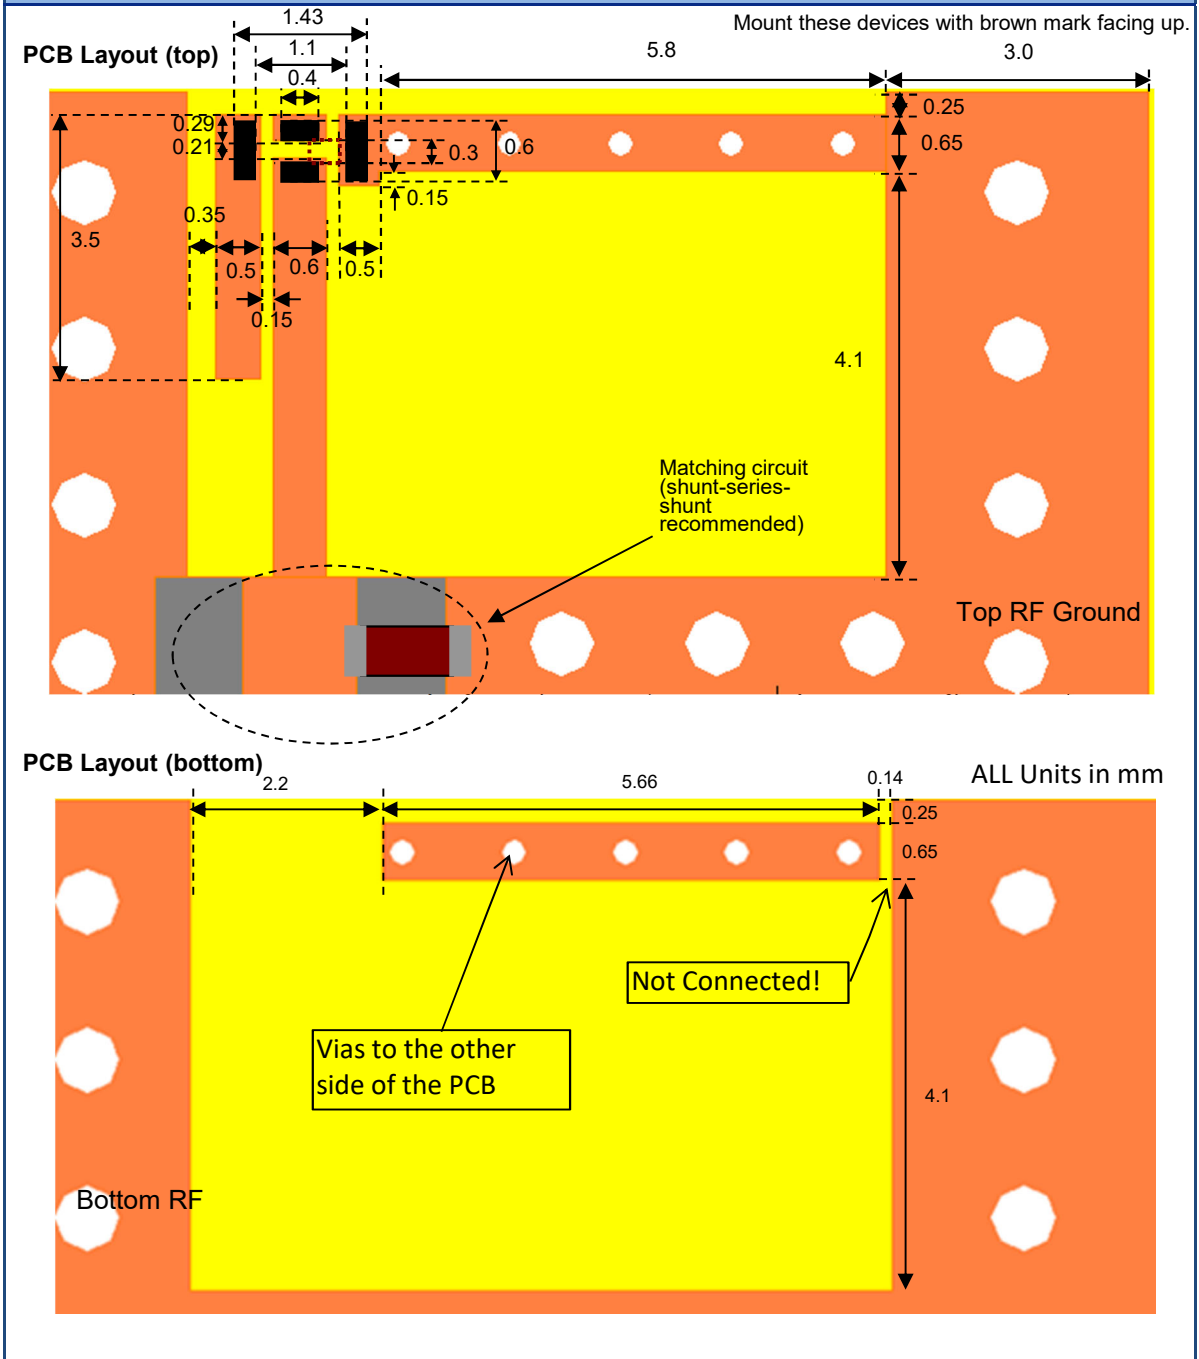 1.43
Mount these devices with brown mark facing up.
PCB Layout (top)
1.1
5.8
3.0
0.4
0.25
0.29
0.21
0.3
0.6
0.65
0.15
0.35
3.5
0.5
0.6
0.5
0.15
4.1
Matching circuit
(shunt-series-
shunt
recommended)
Top RF Ground
PCB Layout (bottom)
2.2
5.66
0.14
ALL Units in mm
0.25
0.65
Not Connected!
Vias to the other
side of the PCB
4.1
Bottom RF